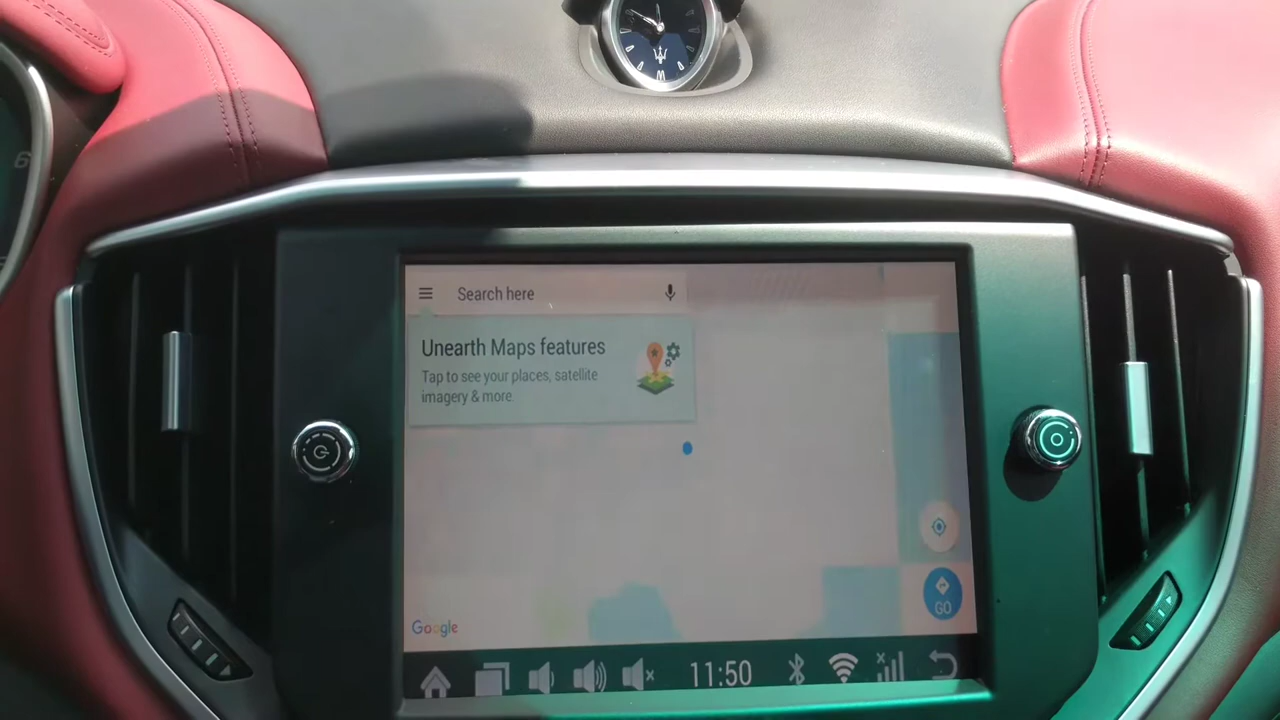 Search here
Unearth Maps features
Tap to see your places, satellite
imagery & more.
GO
Google
11:50